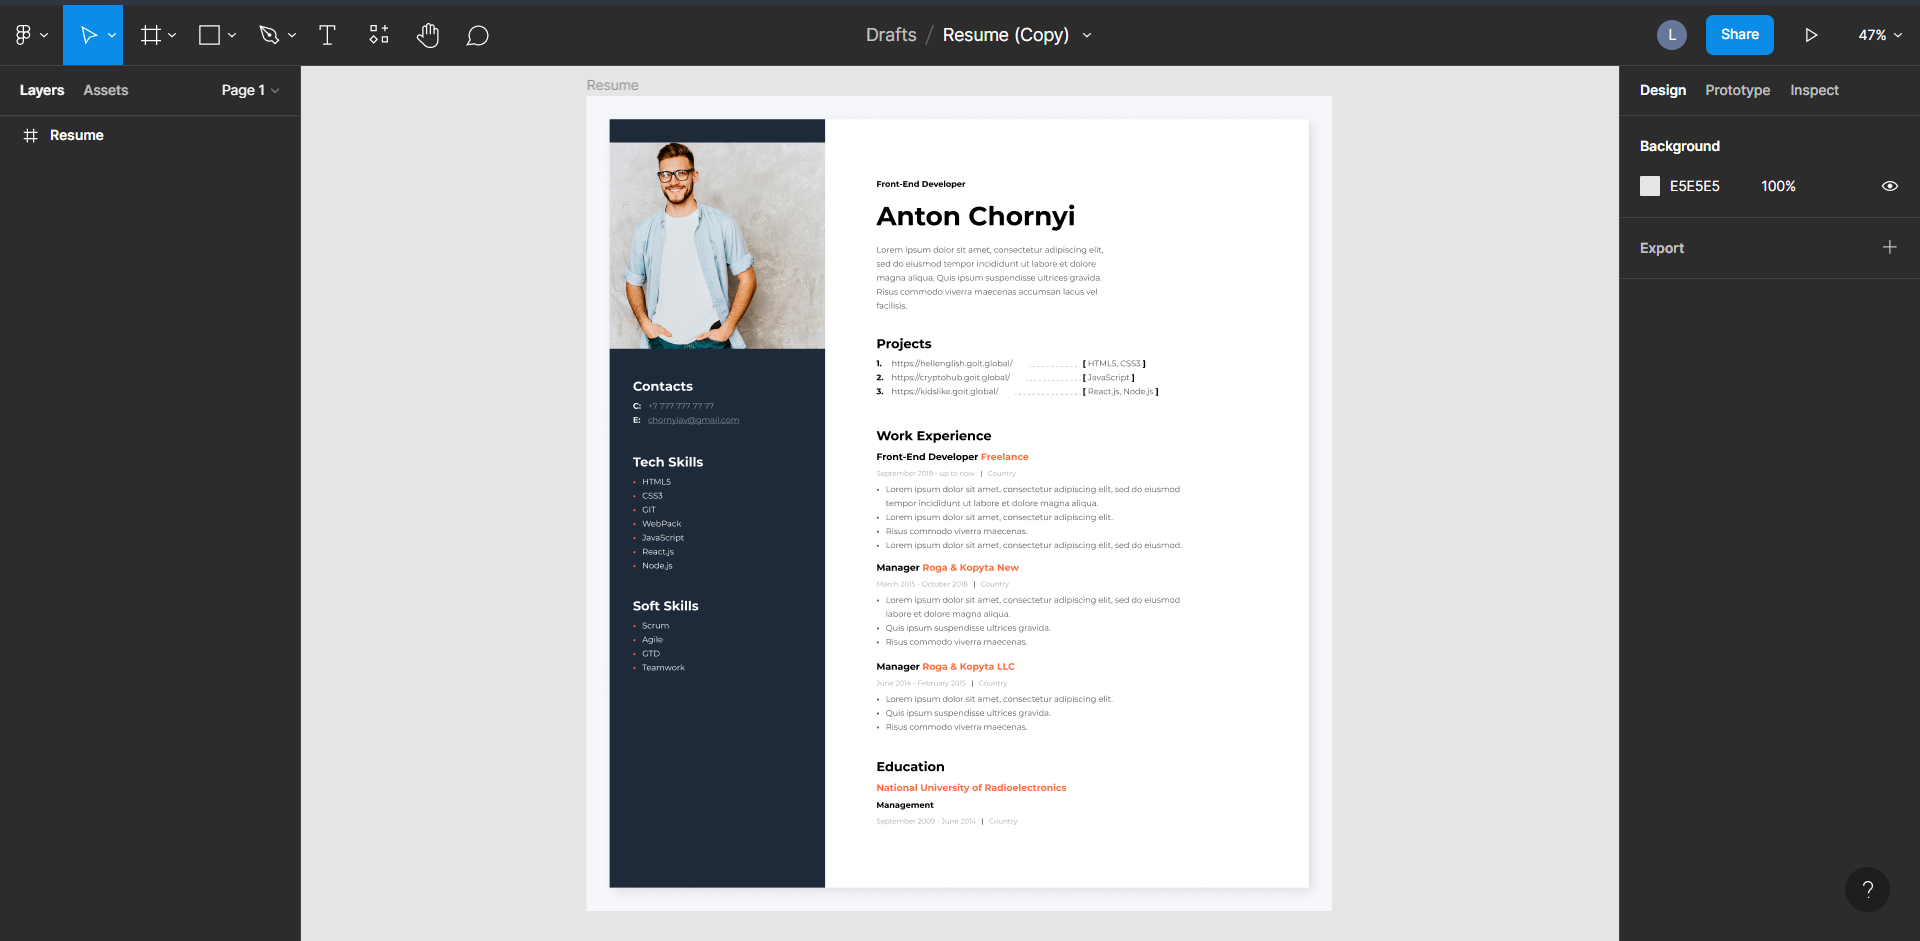 Drafts / Resume (Copy)
L
Share
47%
Layers
Assets
Page 1
Resume
Resume
Front-End Developer
Anton Chornyi
Lorem ipsum dolor sit amet, consectetur adipiscing elit,
sed do eiusmod tempor incididunt ut labore et dolore
magna aliqua. Quis ipsum suspendisse ultrices gravida.
Risus commodo viverra maecenas accumsan lacus vel
facilisis.
Projects
1. https://hellenglish.goit.global/ [ HTML5, CSS3 ]
2. https://cryptohub.goit.global/ [ JavaScript ]
3. https://kidslike.goit.global/ [ React.js, Node.js ]
Contacts
C: +7 777 777 77 77
E: chornyiav@gmail.com
Tech Skills
• HTML5
• CSS3
• GIT
• WebPack
• JavaScript
• React.js
• Node.js
Soft Skills
• Scrum
• Agile
• GTD
• Teamwork
Work Experience
Front-End Developer Freelance
September 2019 - up to now | Country
• Lorem ipsum dolor sit amet, consectetur adipiscing elit, sed do eiusmod
tempor incididunt ut labore et dolore magna aliqua.
• Lorem ipsum dolor sit amet, consectetur adipiscing elit.
• Risus commodo viverra maecenas.
• Lorem ipsum dolor sit amet, consectetur adipiscing elit, sed do eiusmod.
Manager Roga & Kopyta New
March 2015 - October 2018 | Country
• Lorem ipsum dolor sit amet, consectetur adipiscing elit, sed do eiusmod
labore et dolore magna aliqua.
• Quis ipsum suspendisse ultrices gravida.
• Risus commodo viverra maecenas.
Manager Roga & Kopyta LLC
June 2014 - February 2015 | Country
• Lorem ipsum dolor sit amet, consectetur adipiscing elit.
• Quis ipsum suspendisse ultrices gravida.
• Risus commodo viverra maecenas.
Education
National University of Radioelectronics
Management
September 2009 - June 2014 | Country
Design
Prototype
Inspect
Background
E5E5E5 100%
Export
?